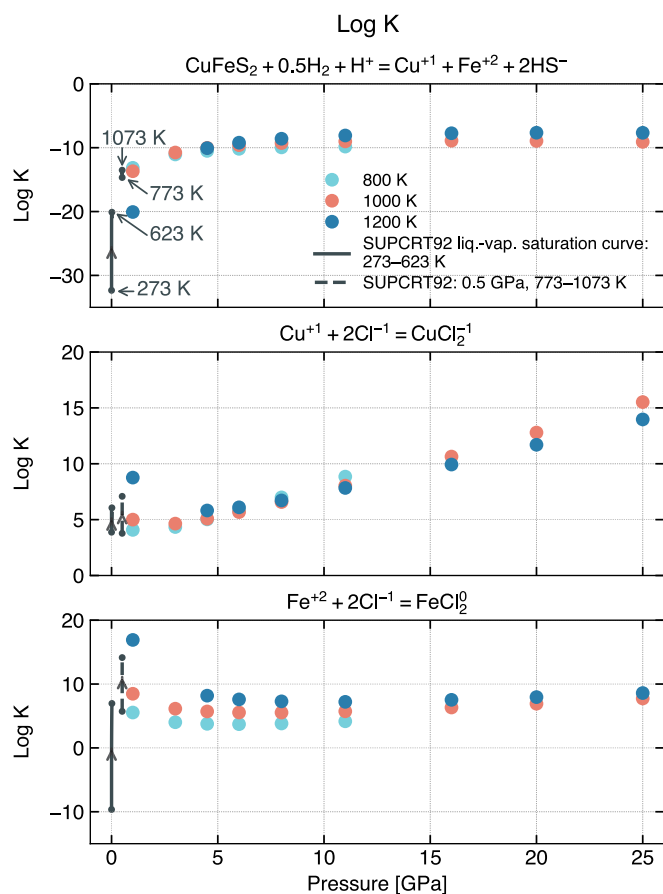 Log K
CuFeS₂ + 0.5H₂ + H⁺ = Cu⁺¹ + Fe⁺² + 2HS⁻
0
−10
−20
−30
Log K
1073 K
773 K
623 K
273 K
800 K
1000 K
1200 K
SUPCRT92 liq.-vap. saturation curve:
273–623 K
SUPCRT92: 0.5 GPa, 773–1073 K
Cu⁺¹ + 2Cl⁻¹ = CuCl₂⁻¹
20
15
10
5
0
Log K
Fe⁺² + 2Cl⁻¹ = FeCl₂⁰
20
10
0
−10
Log K
0 5 10 15 20 25
Pressure [GPa]